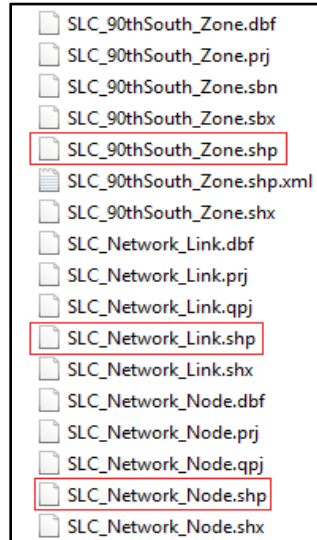 SLC_90thSouth_Zone.dbf
SLC_90thSouth_Zone.prj
SLC_90thSouth_Zone.sbn
SLC_90thSouth_Zone.sbx
SLC_90thSouth_Zone.shp
SLC_90thSouth_Zone.shp.xml
SLC_90thSouth_Zone.shx
SLC_Network_Link.dbf
SLC_Network_Link.prj
SLC_Network_Link.qpj
SLC_Network_Link.shp
SLC_Network_Link.shx
SLC_Network_Node.dbf
SLC_Network_Node.prj
SLC_Network_Node.qpj
SLC_Network_Node.shp
SLC_Network_Node.shx